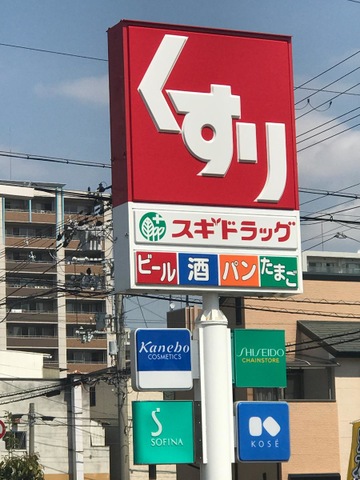 くすり
スギドラッグ
ビール 酒 パン たまご
Kanebo
COSMETICS
SHISEIDO
CHAINSTORE
SOFINA
KOSÉ